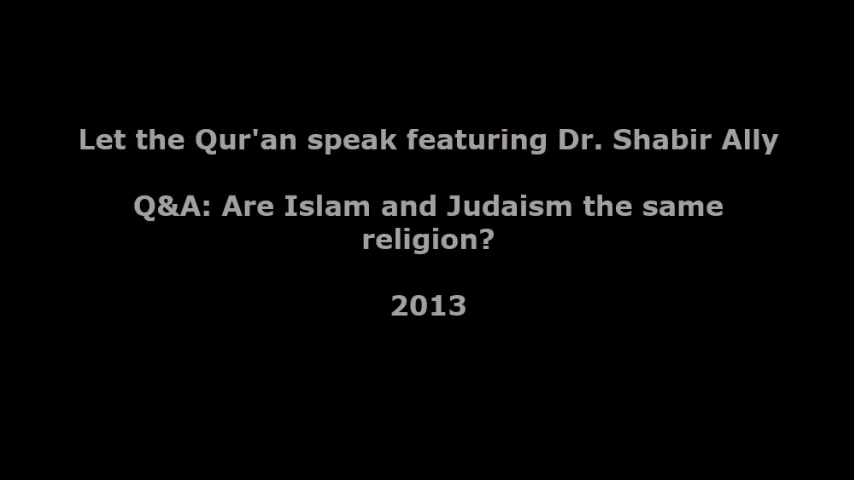 Let the Qur'an speak featuring Dr. Shabir Ally
Q&A: Are Islam and Judaism the same
religion?
2013